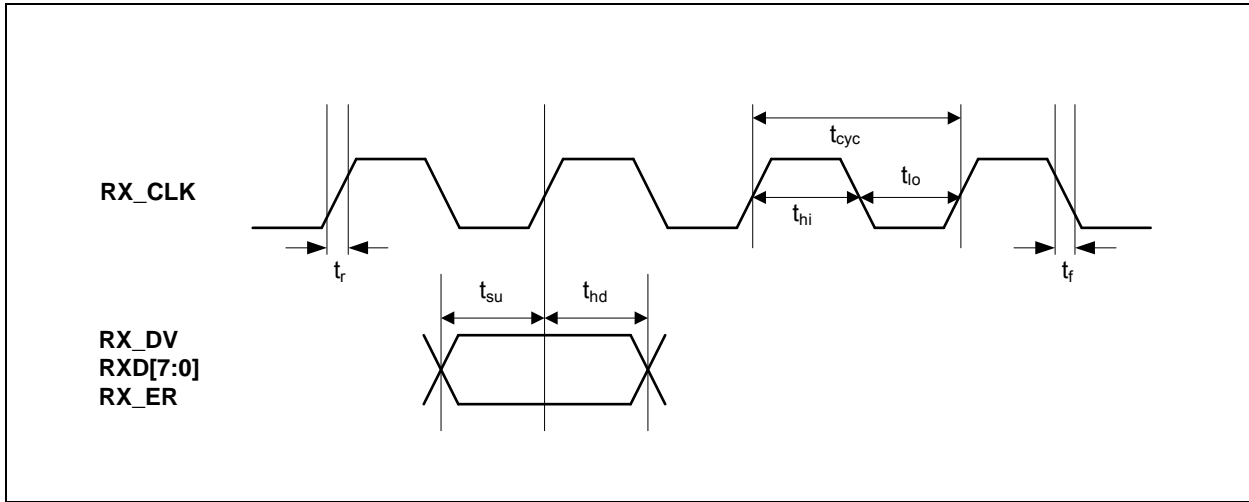 t_cyc
RX_CLK
t_hi
t_lo
t_r
t_f
t_su
t_hd
RX_DV
RXD[7:0]
RX_ER